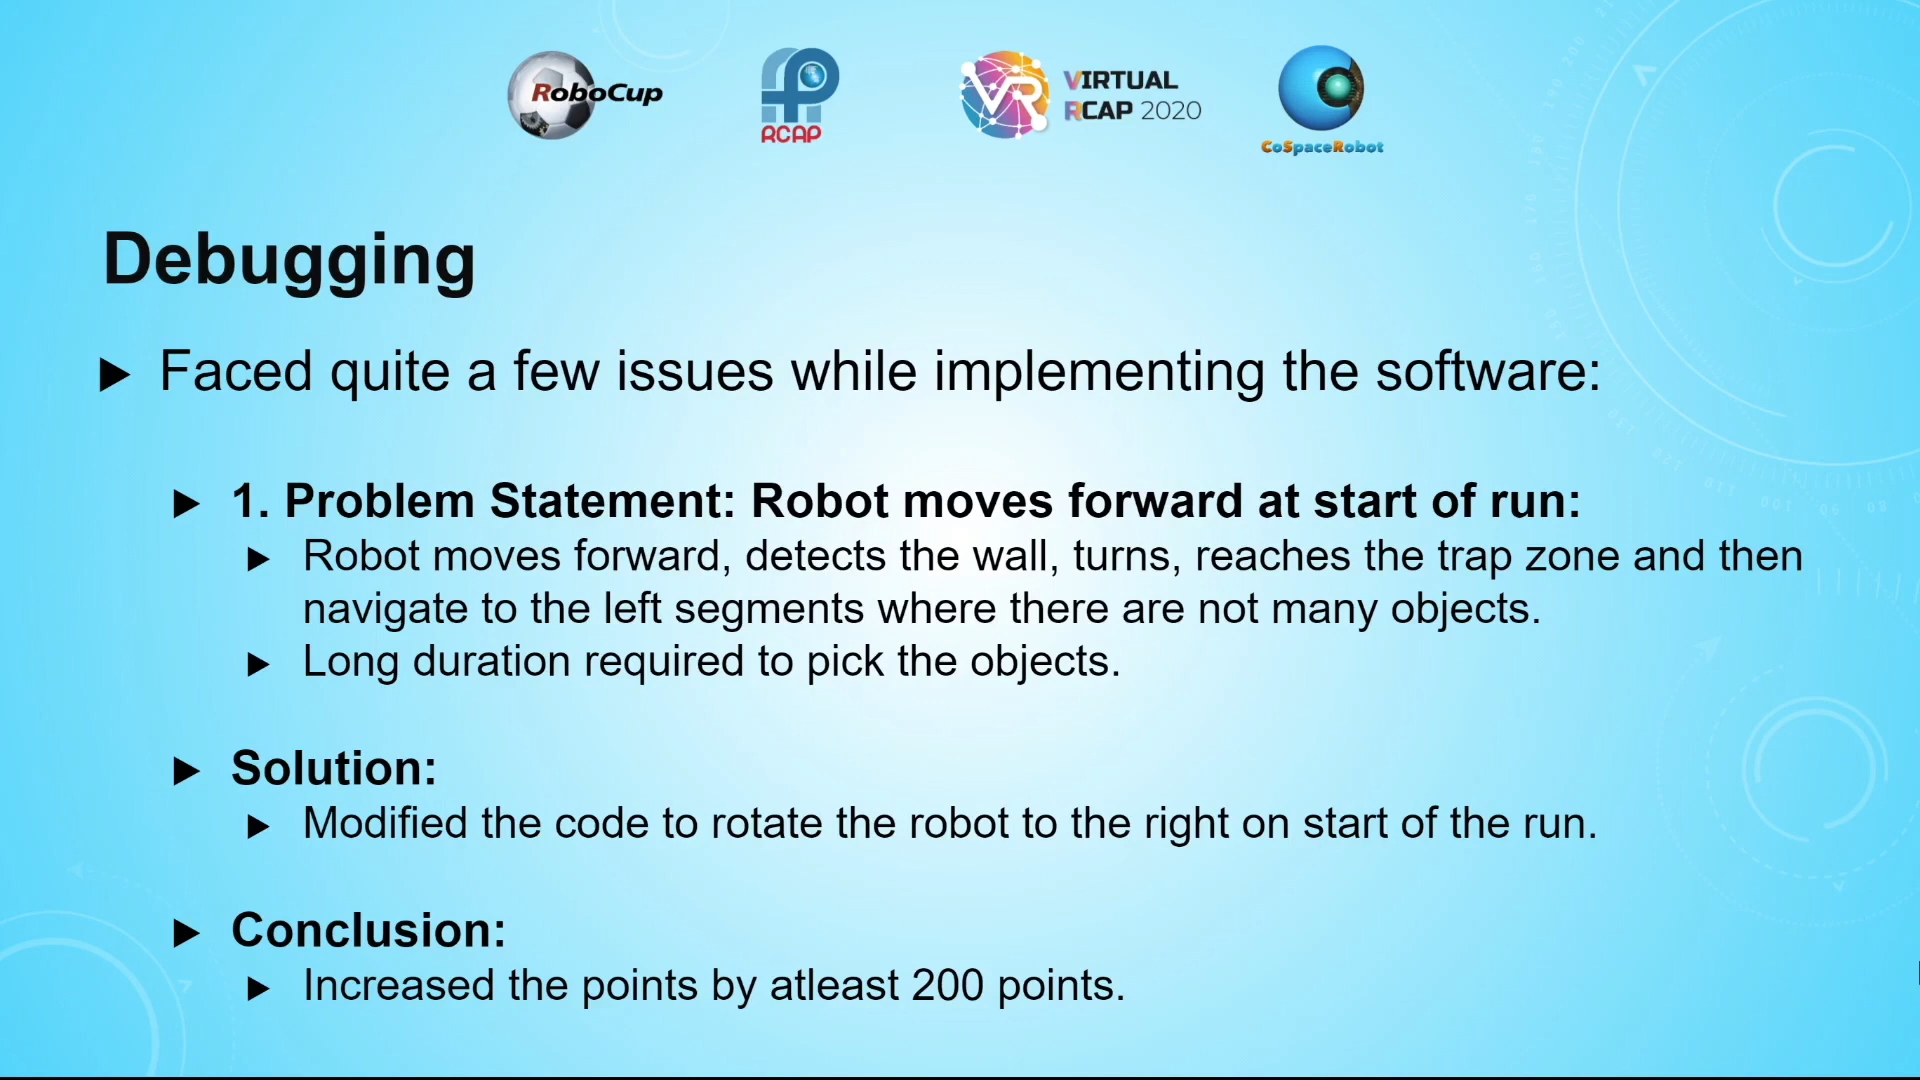 RoboCup
RCAP
VR
VIRTUAL
RCAP 2020
CoSpaceRobot
Debugging
Faced quite a few issues while implementing the software:
1. Problem Statement: Robot moves forward at start of run:
Robot moves forward, detects the wall, turns, reaches the trap zone and then
navigate to the left segments where there are not many objects.
Long duration required to pick the objects.
Solution:
Modified the code to rotate the robot to the right on start of the run.
Conclusion:
Increased the points by atleast 200 points.